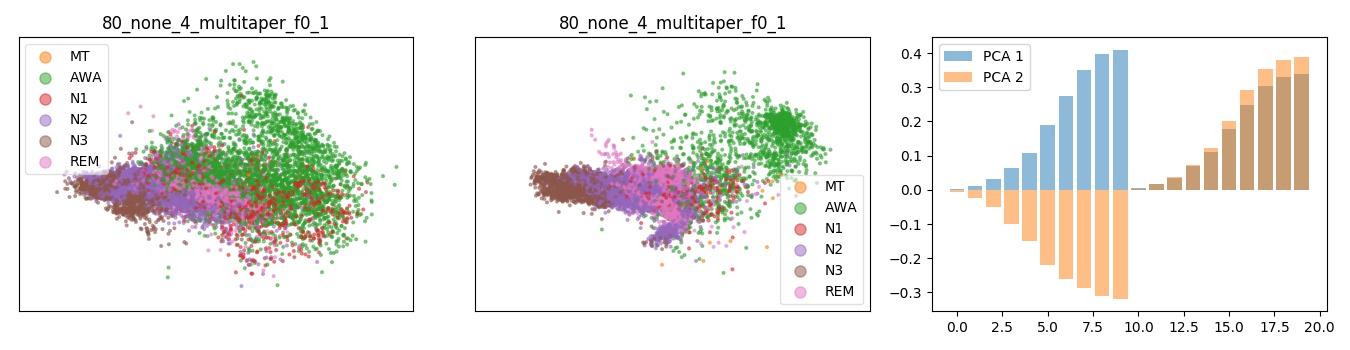 80_none_4_multitaper_f0_1
MT
AWA
N1
N2
N3
REM
80_none_4_multitaper_f0_1
MT
AWA
N1
N2
N3
REM
PCA 1
PCA 2
0.4
0.3
0.2
0.1
0.0
−0.1
−0.2
−0.3
0.0 2.5 5.0 7.5 10.0 12.5 15.0 17.5 20.0